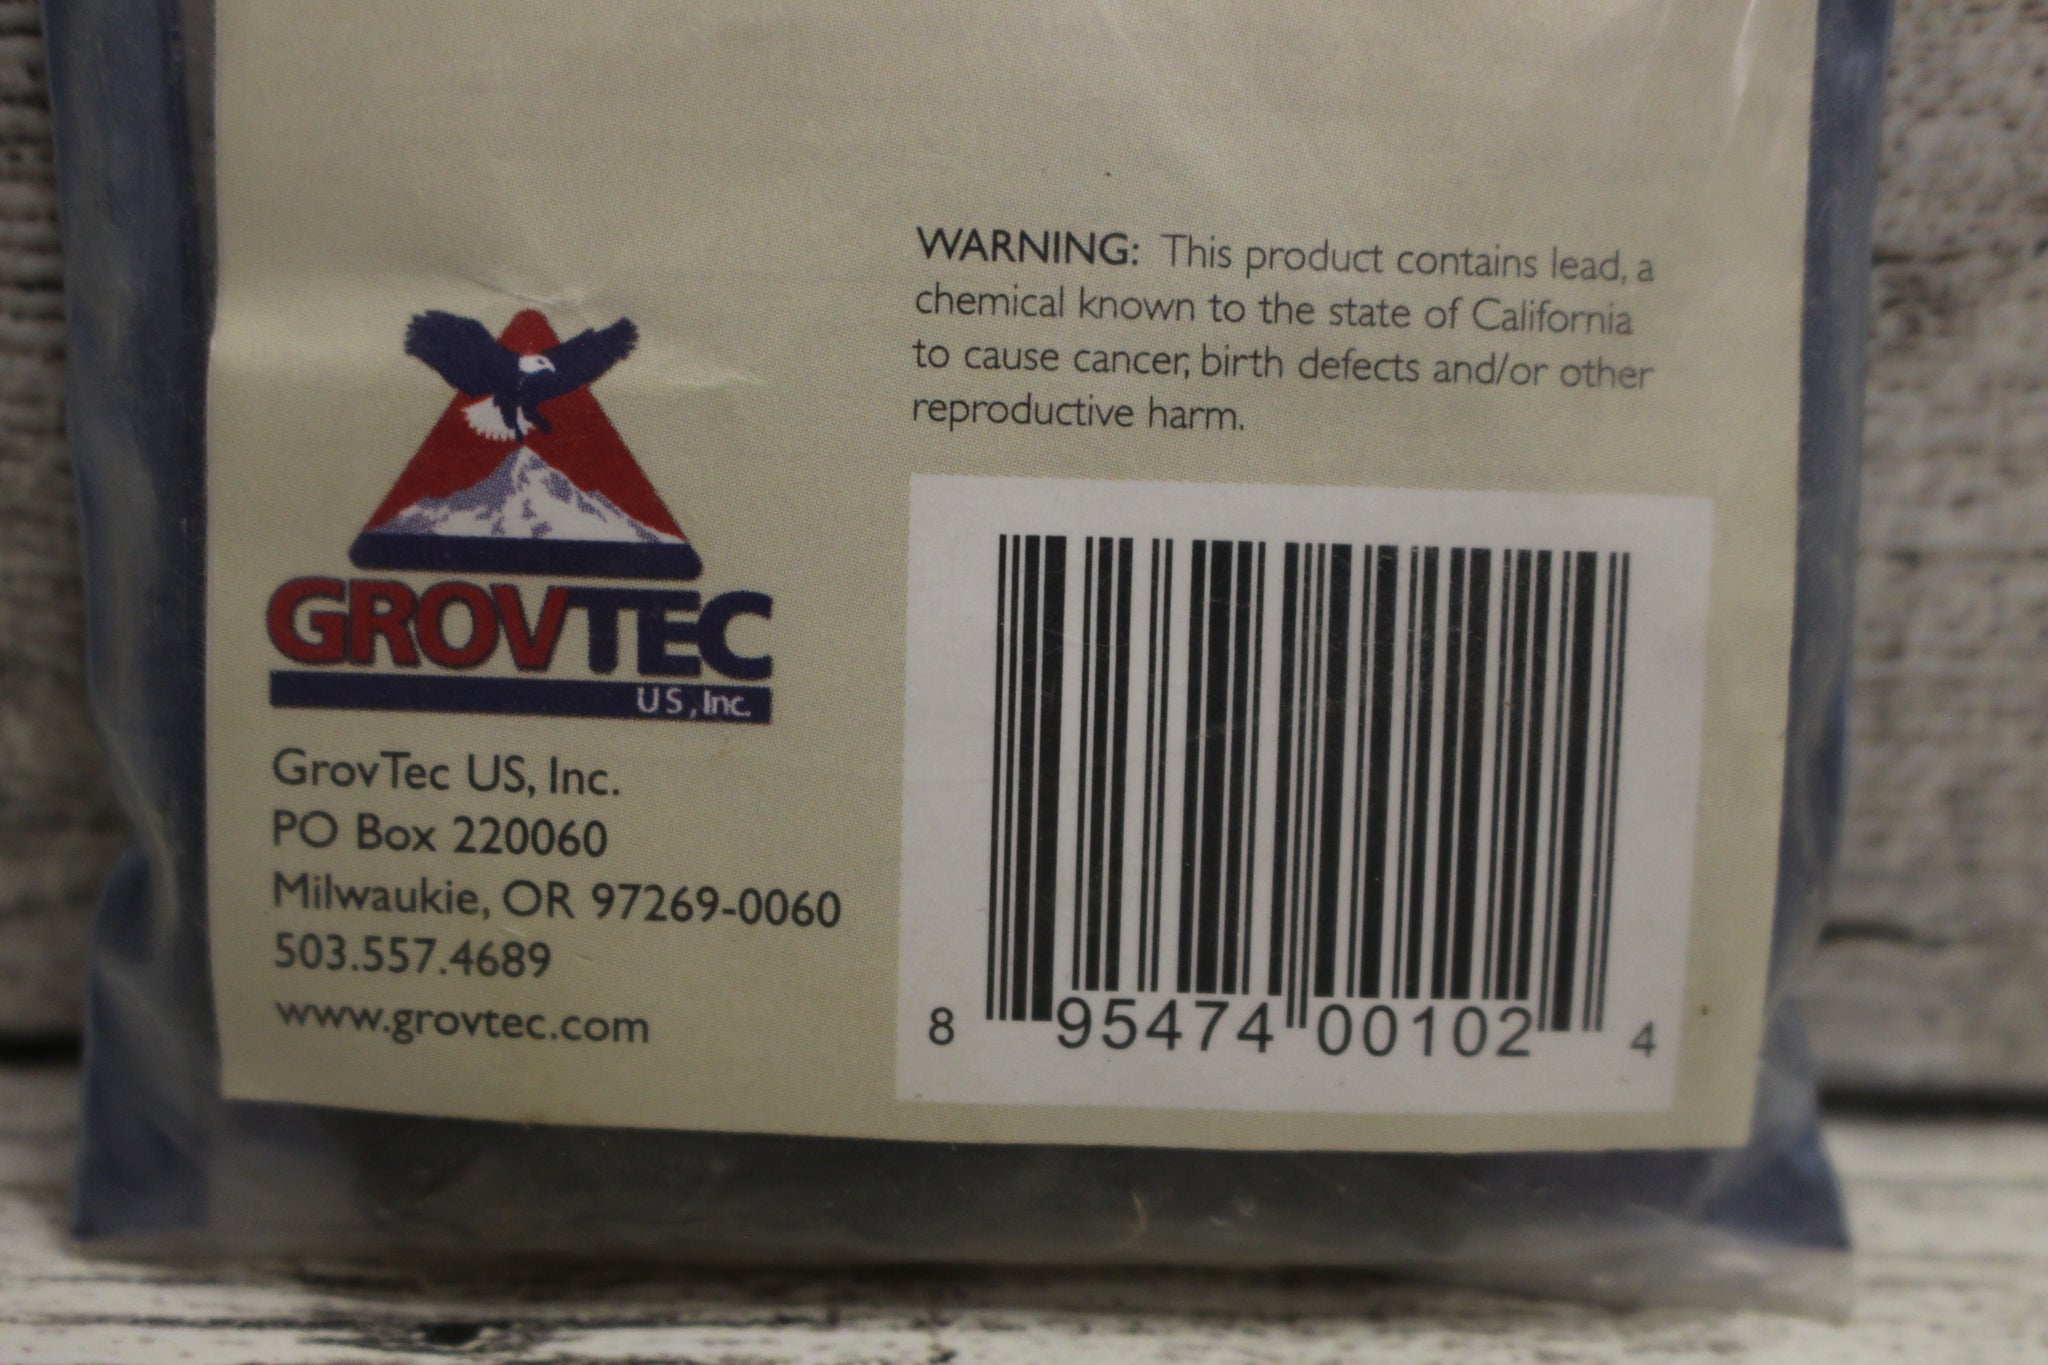 WARNING: This product contains lead, a
chemical known to the state of California
to cause cancer, birth defects and/or other
reproductive harm.
GROVTEC
US, Inc.
GrovTec US, Inc.
PO Box 220060
Milwaukie, OR 97269-0060
503.557.4689
www.grovtec.com
8 95474 00102 4